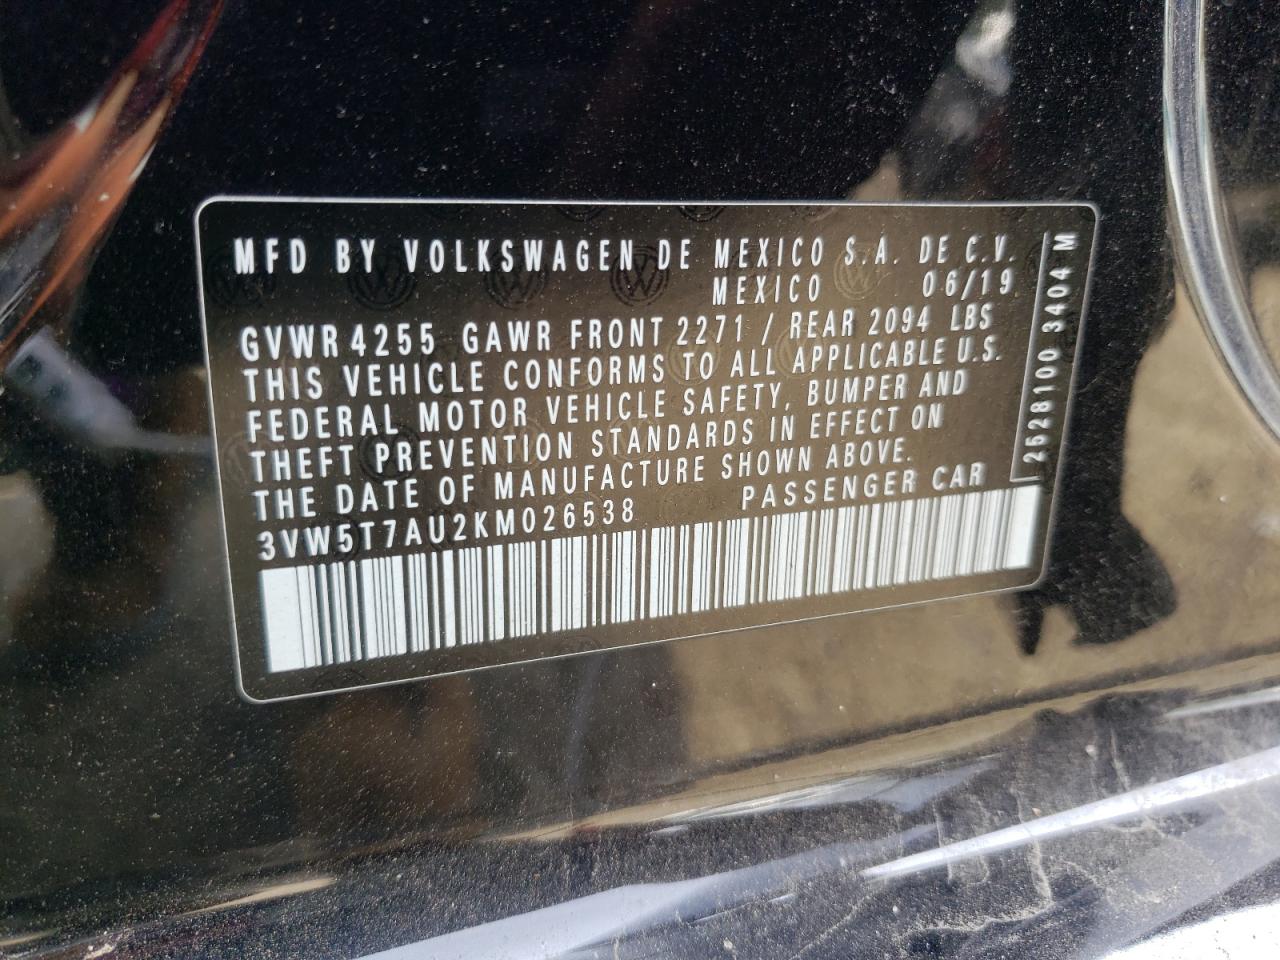 MFD BY VOLKSWAGEN DE MEXICO S.A. DE C.V.
MEXICO 06/19
GVWR 4255 GAWR FRONT 2271 / REAR 2094 LBS
THIS VEHICLE CONFORMS TO ALL APPLICABLE U.S.
FEDERAL MOTOR VEHICLE SAFETY, BUMPER AND
THEFT PREVENTION STANDARDS IN EFFECT ON
THE DATE OF MANUFACTURE SHOWN ABOVE.
3VW5T7AU2KM026538 PASSENGER CAR
2528100 3404 M